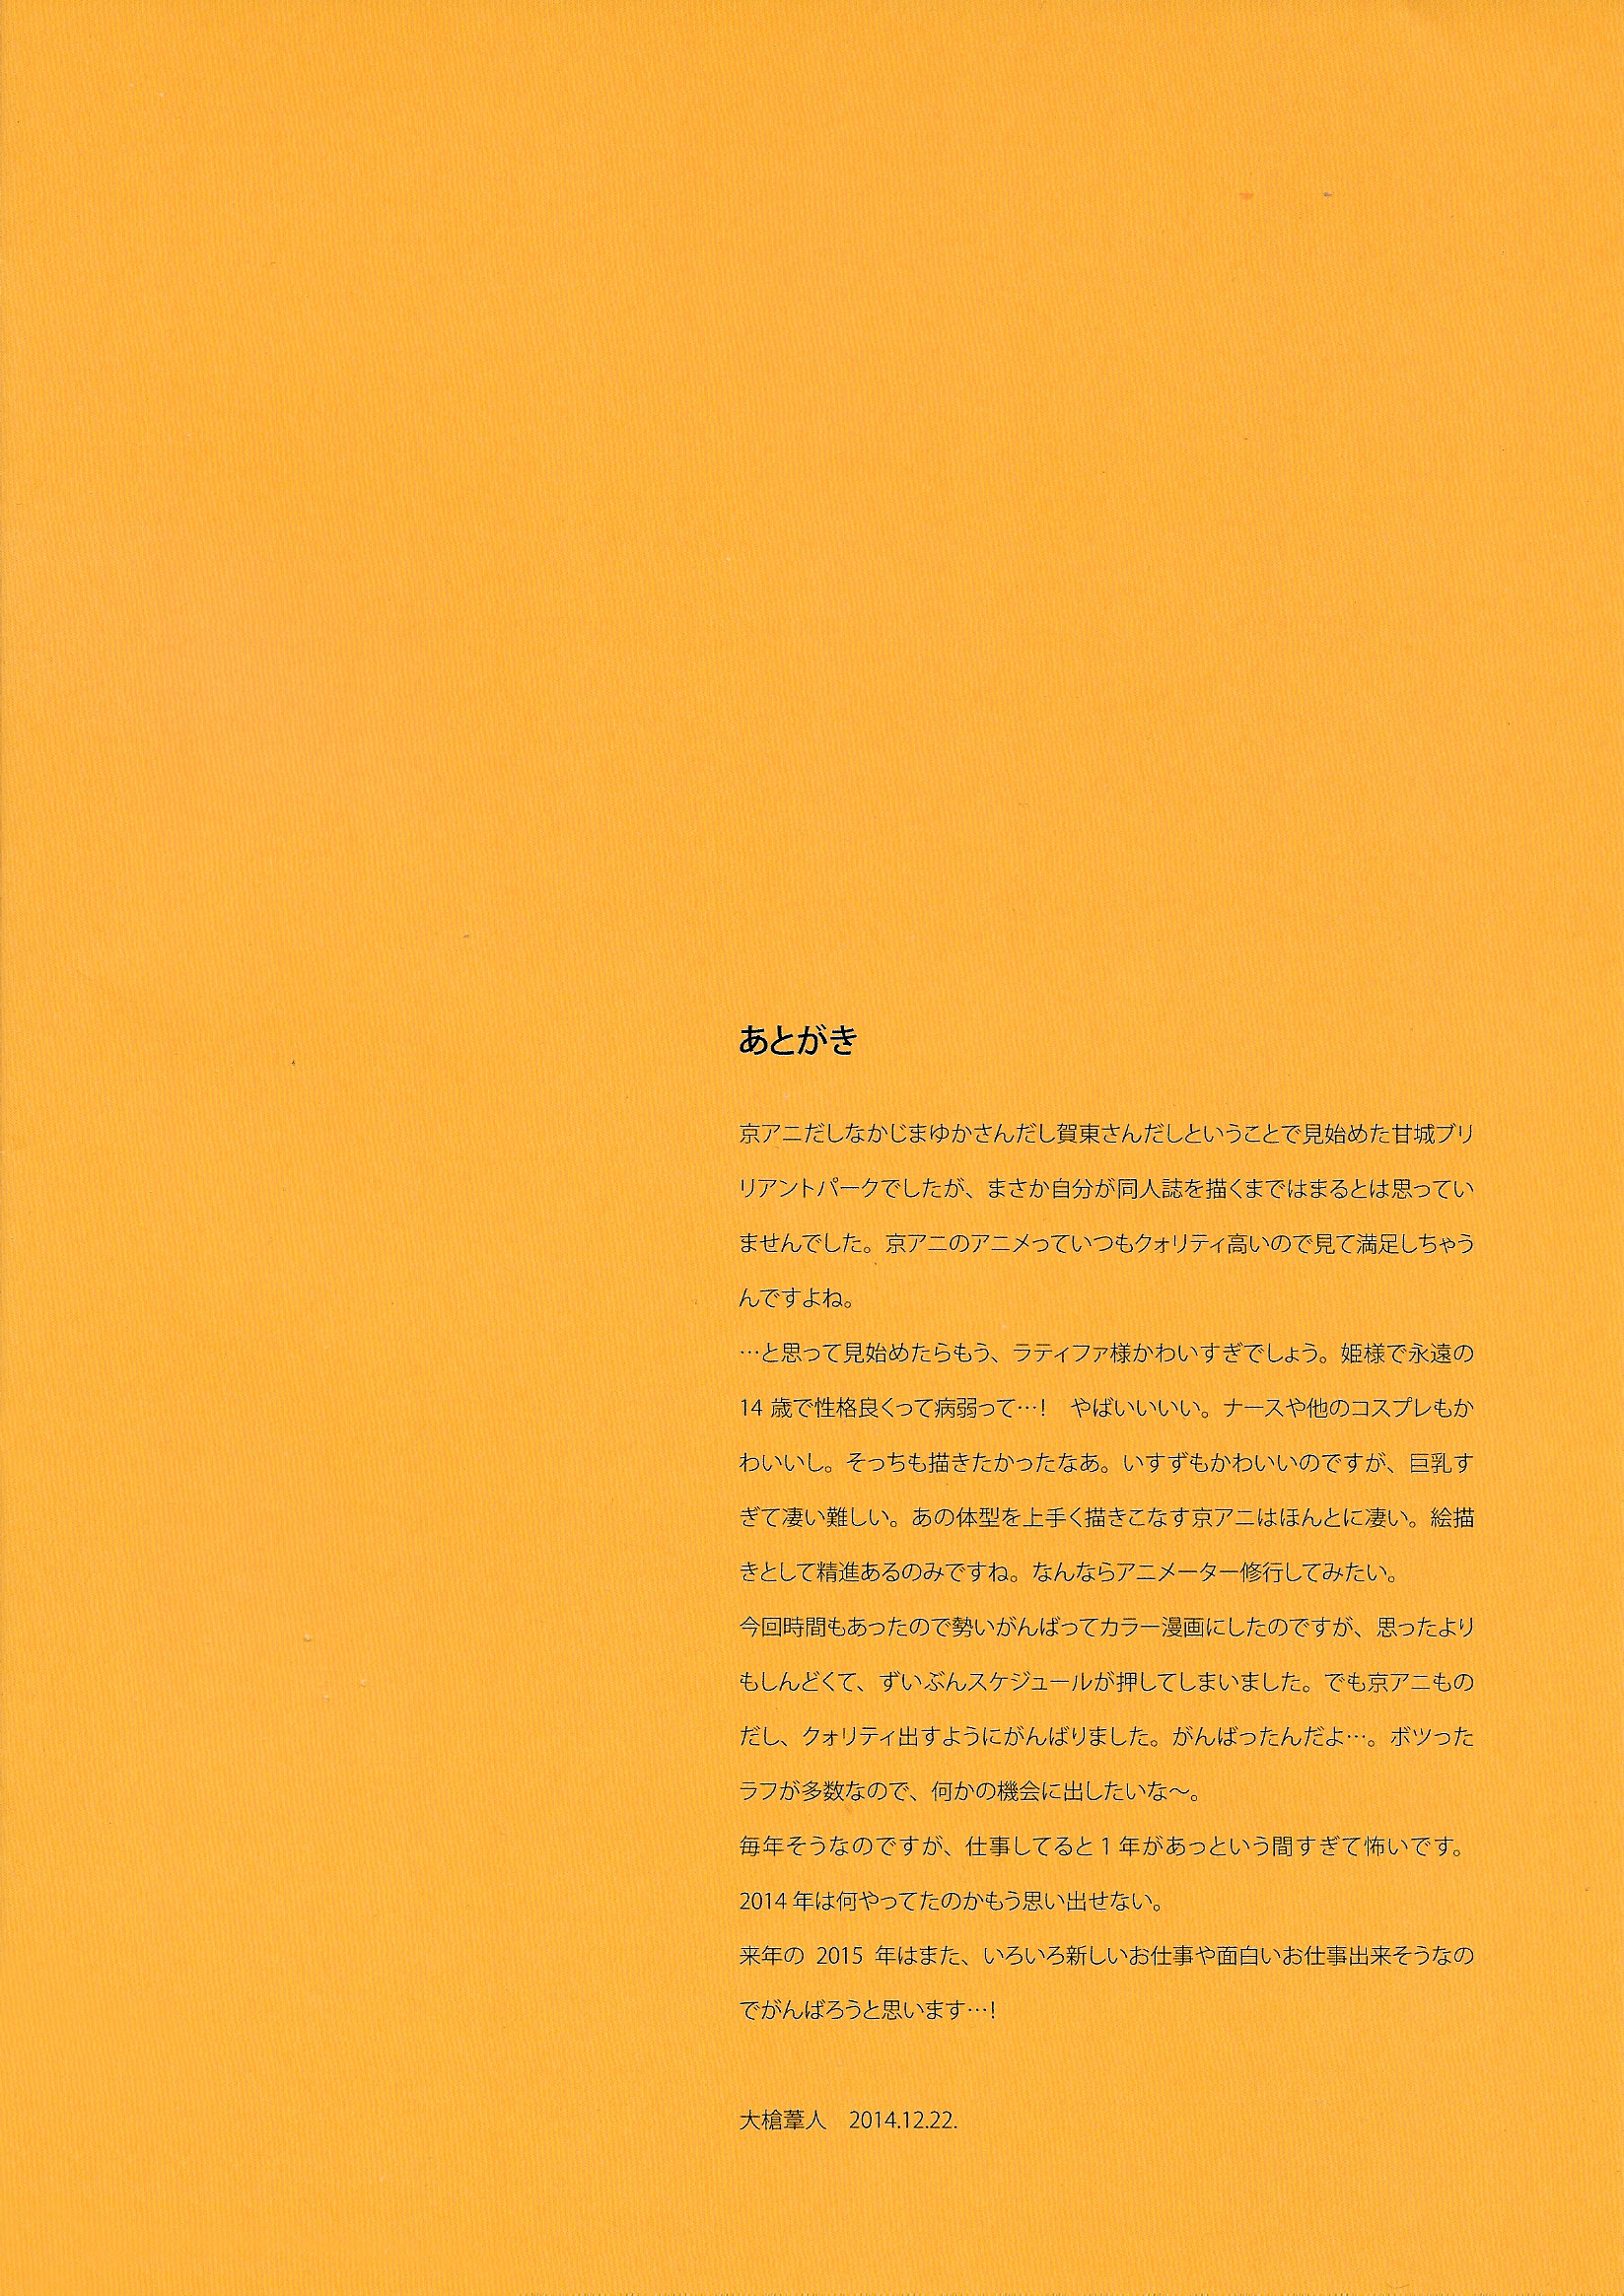 あとがき
京アニだしなかじまゆかさんだし賀東さんだしということで見始めた甘城ブリ
リアントパークでしたが、まさか自分が同人誌を描くまではまるとは思ってい
ませんでした。京アニのアニメっていつもクォリティ高いので見て満足しちゃう
んですよね。
…と思って見始めたらもう、ラティファ様かわいすぎでしょう。姫様で永遠の
14 歳で性格良くって病弱って…!　やばいいいい。ナースや他のコスプレもか
わいいし。そっちも描きたかったなあ。いすずもかわいいのですが、巨乳す
ぎて凄い難しい。あの体型を上手く描きこなす京アニはほんとに凄い。絵描
きとして精進あるのみですね。なんならアニメーター修行してみたい。
今回時間もあったので勢いがんばってカラー漫画にしたのですが、思ったより
もしんどくて、ずいぶんスケジュールが押してしまいました。でも京アニもの
だし、クォリティ出すようにがんばりました。がんばったんだよ…。ボツった
ラフが多数なので、何かの機会に出したいな〜。
毎年そうなのですが、仕事してると 1 年があっという間すぎて怖いです。
2014 年は何やってたのかもう思い出せない。
来年の 2015 年はまた、いろいろ新しいお仕事や面白いお仕事出来そうなの
でがんばろうと思います…!
大槍葦人　2014.12.22.